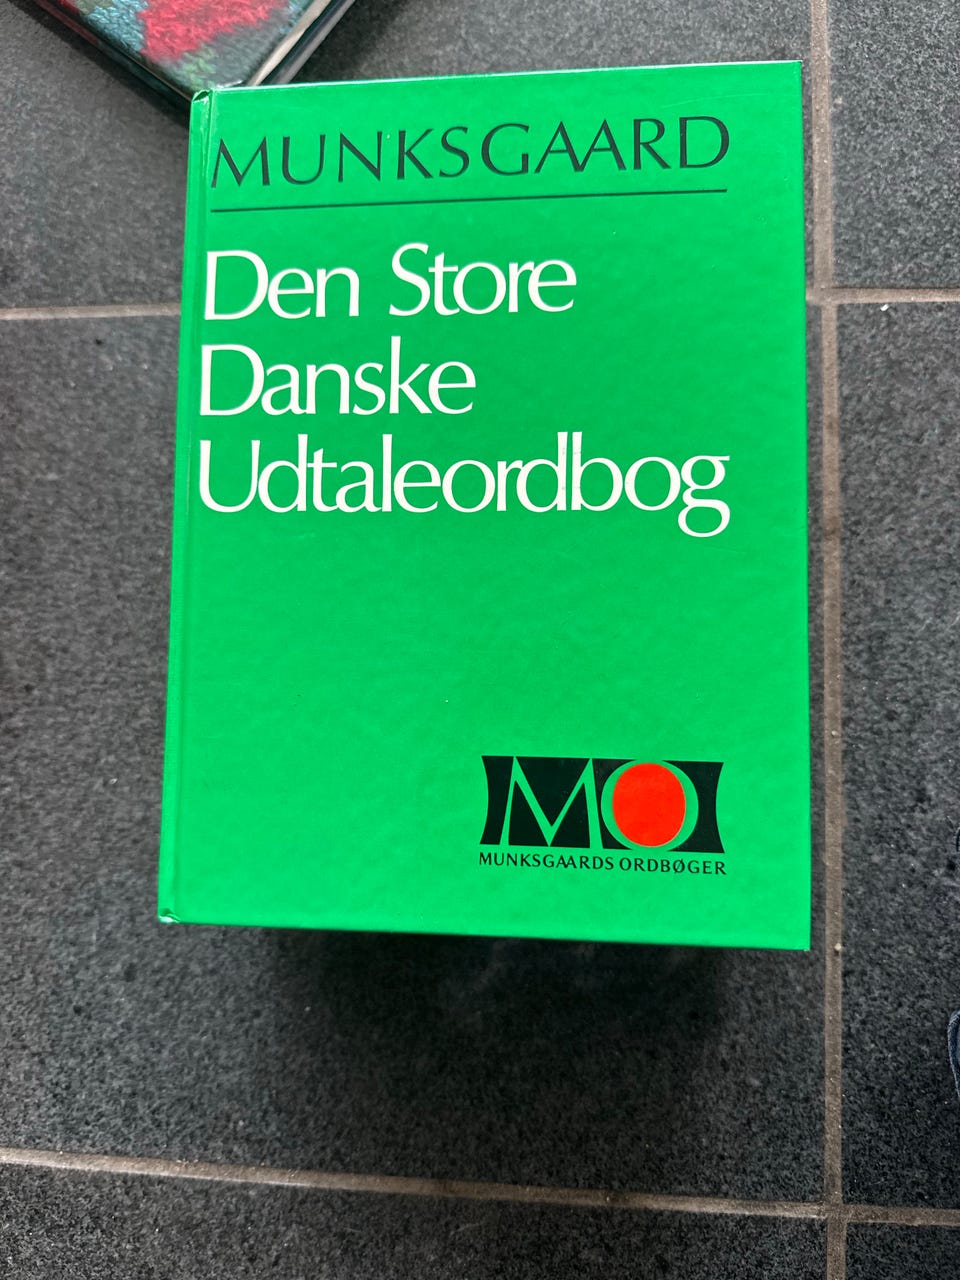 MUNKSGAARD
Den Store
Danske
Udtaleordbog
MO
MUNKSGAARDS ORDBØGER